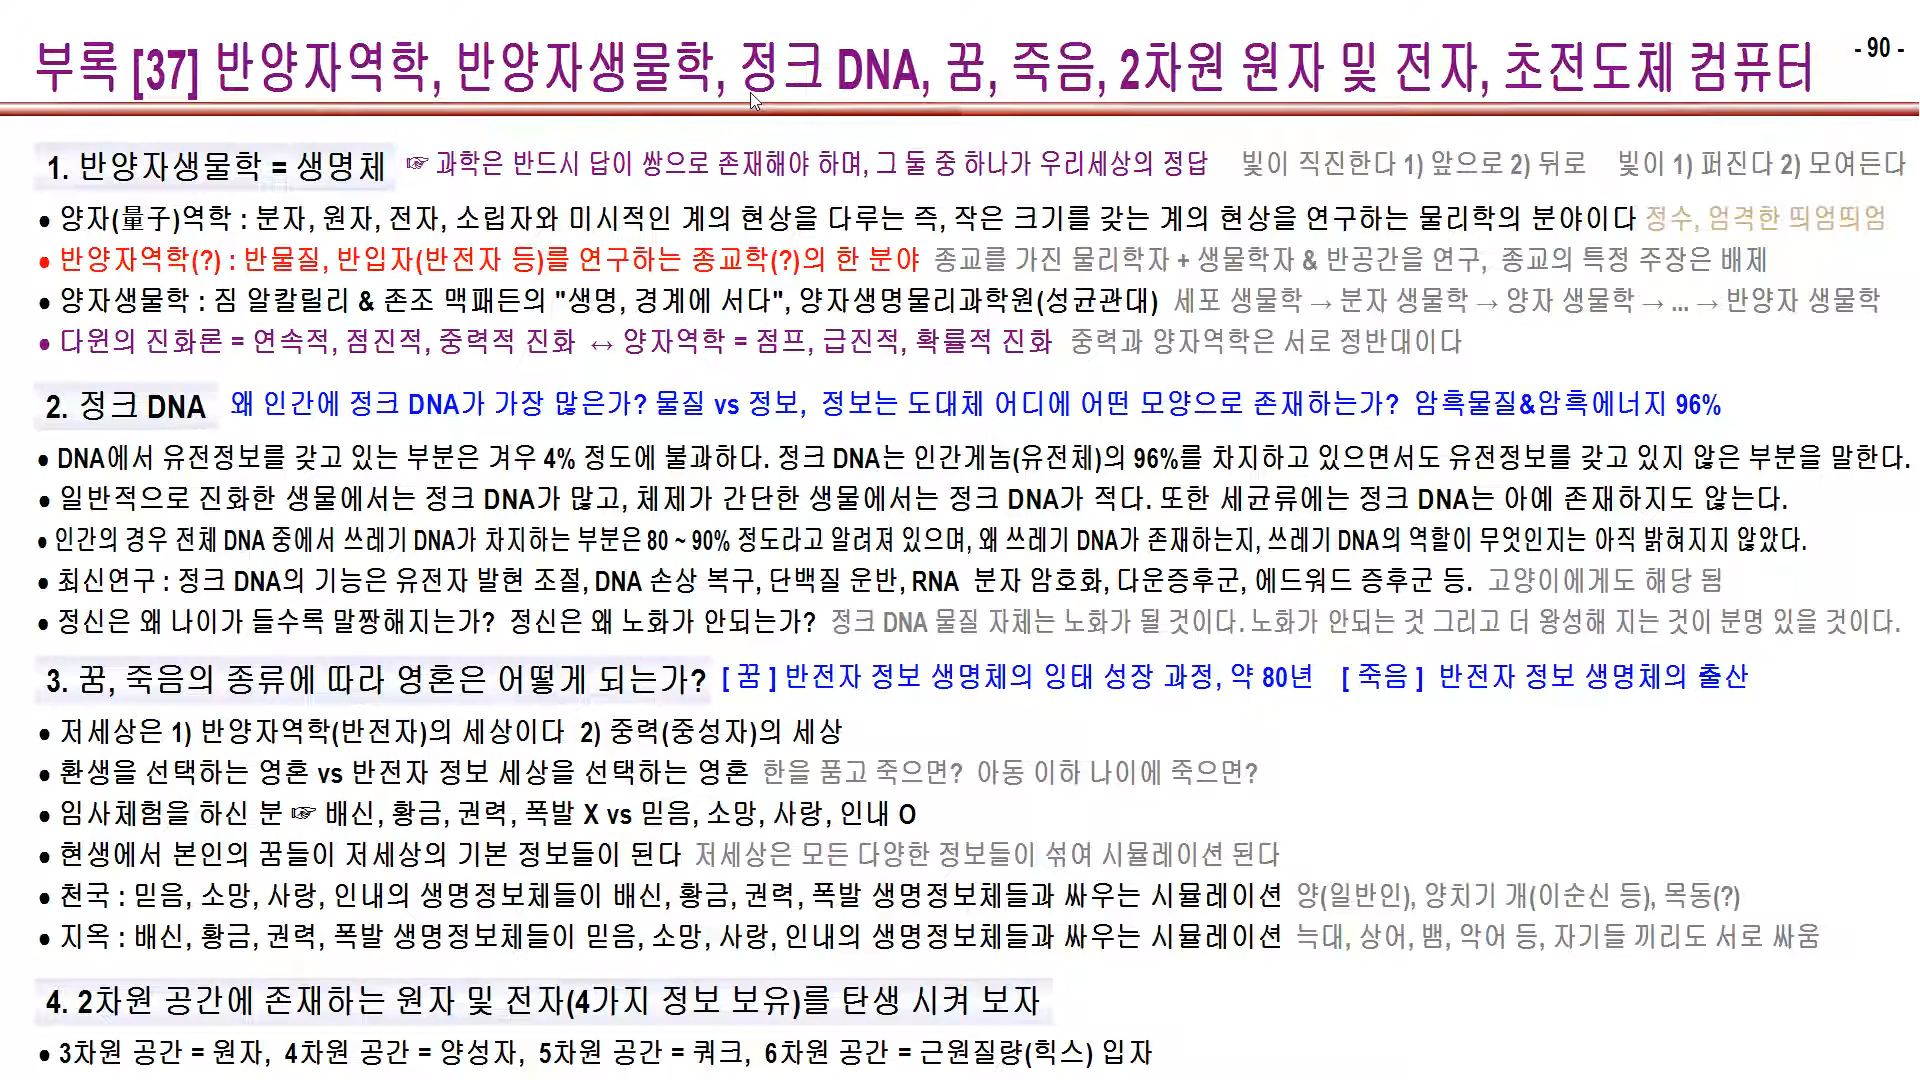 부록 [37] 반양자역학, 반양자생물학, 정크 DNA, 꿈, 죽음, 2차원 원자 및 전자, 초전도체 컴퓨터 - 90 -
1. 반양자생물학 = 생명체 ☞ 과학은 반드시 답이 쌍으로 존재해야 하며, 그 둘 중 하나가 우리세상의 정답 빛이 직진한다 1) 앞으로 2) 뒤로 빛이 1) 퍼진다 2) 모여든다
● 양자(量子)역학 : 분자, 원자, 전자, 소립자와 미시적인 계의 현상을 다루는 즉, 작은 크기를 갖는 계의 현상을 연구하는 물리학의 분야이다 정수, 엄격한 띄엄띄엄
● 반양자역학(?) : 반물질, 반입자(반전자 등)를 연구하는 종교학(?)의 한 분야 종교를 가진 물리학자 + 생물학자 & 반공간을 연구, 종교의 특정 주장은 배제
● 양자생물학 : 짐 알칼릴리 & 존조 맥패든의 "생명, 경계에 서다", 양자생명물리과학원(성균관대) 세포 생물학 → 분자 생물학 → 양자 생물학 → ... → 반양자 생물학
● 다윈의 진화론 = 연속적, 점진적, 중력적 진화 ↔ 양자역학 = 점프, 급진적, 확률적 진화 중력과 양자역학은 서로 정반대이다
2. 정크 DNA 왜 인간에 정크 DNA가 가장 많은가? 물질 vs 정보, 정보는 도대체 어디에 어떤 모양으로 존재하는가? 암흑물질&암흑에너지 96%
● DNA에서 유전정보를 갖고 있는 부분은 겨우 4% 정도에 불과하다. 정크 DNA는 인간게놈(유전체)의 96%를 차지하고 있으면서도 유전정보를 갖고 있지 않은 부분을 말한다.
● 일반적으로 진화한 생물에서는 정크 DNA가 많고, 체제가 간단한 생물에서는 정크 DNA가 적다. 또한 세균류에는 정크 DNA는 아예 존재하지도 않는다.
● 인간의 경우 전체 DNA 중에서 쓰레기 DNA가 차지하는 부분은 80 ~ 90% 정도라고 알려져 있으며, 왜 쓰레기 DNA가 존재하는지, 쓰레기 DNA의 역할이 무엇인지는 아직 밝혀지지 않았다.
● 최신연구 : 정크 DNA의 기능은 유전자 발현 조절, DNA 손상 복구, 단백질 운반, RNA 분자 암호화, 다운증후군, 에드워드 증후군 등. 고양이에게도 해당 됨
● 정신은 왜 나이가 들수록 말짱해지는가? 정신은 왜 노화가 안되는가? 정크 DNA 물질 자체는 노화가 될 것이다. 노화가 안되는 것 그리고 더 왕성해 지는 것이 분명 있을 것이다.
3. 꿈, 죽음의 종류에 따라 영혼은 어떻게 되는가? [ 꿈 ] 반전자 정보 생명체의 잉태 성장 과정, 약 80년 [ 죽음 ] 반전자 정보 생명체의 출산
● 저세상은 1) 반양자역학(반전자)의 세상이다 2) 중력(중성자)의 세상
● 환생을 선택하는 영혼 vs 반전자 정보 세상을 선택하는 영혼 한을 품고 죽으면? 아동 이하 나이에 죽으면?
● 임사체험을 하신 분 ☞ 배신, 황금, 권력, 폭발 X vs 믿음, 소망, 사랑, 인내 O
● 현생에서 본인의 꿈들이 저세상의 기본 정보들이 된다 저세상은 모든 다양한 정보들이 섞여 시뮬레이션 된다
● 천국 : 믿음, 소망, 사랑, 인내의 생명정보체들이 배신, 황금, 권력, 폭발 생명정보체들과 싸우는 시뮬레이션 양(일반인), 양치기 개(이순신 등), 목동(?)
● 지옥 : 배신, 황금, 권력, 폭발 생명정보체들이 믿음, 소망, 사랑, 인내의 생명정보체들과 싸우는 시뮬레이션 늑대, 상어, 뱀, 악어 등, 자기들 끼리도 서로 싸움
4. 2차원 공간에 존재하는 원자 및 전자(4가지 정보 보유)를 탄생 시켜 보자
● 3차원 공간 = 원자, 4차원 공간 = 양성자, 5차원 공간 = 쿼크, 6차원 공간 = 근원질량(힉스) 입자